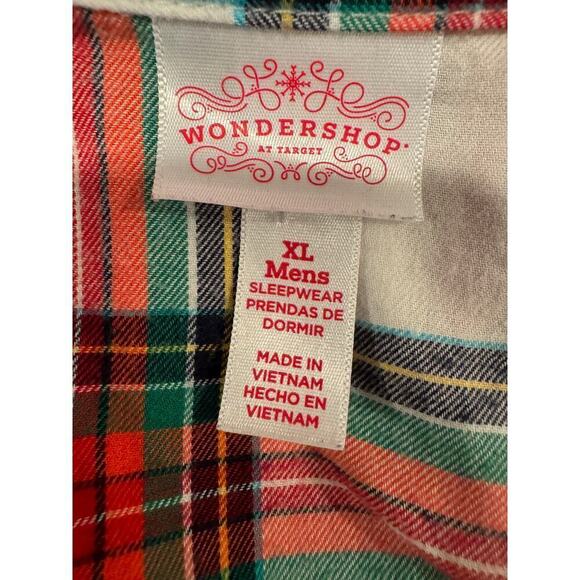 WONDERSHOP
AT TARGET
XL
Mens
SLEEPWEAR
PRENDAS DE
DORMIR
MADE IN
VIETNAM
HECHO EN
VIETNAM